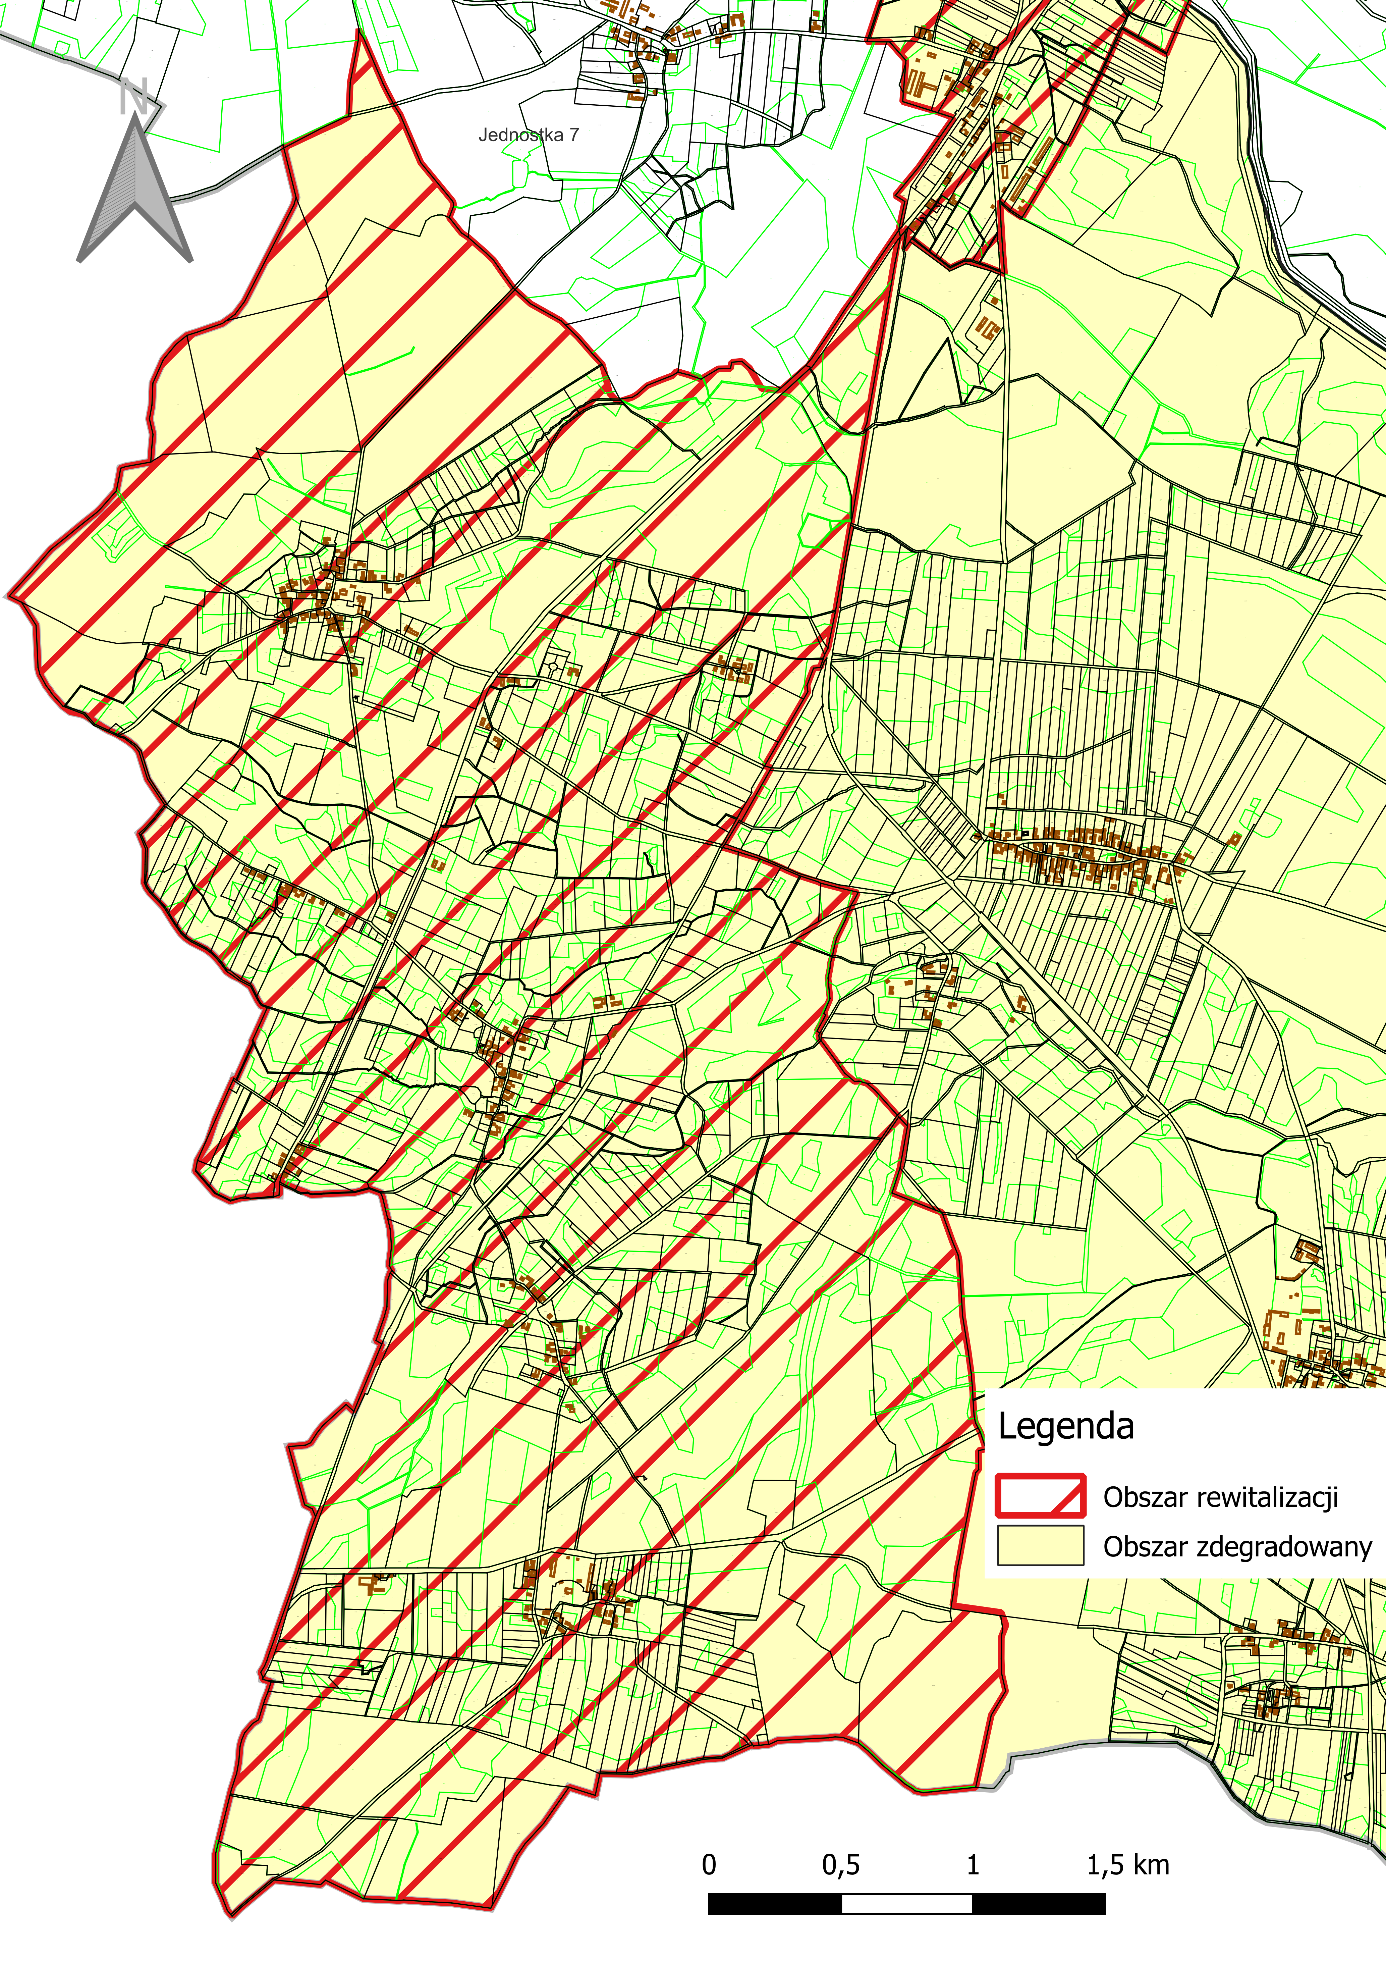 N
Jednostka 7
Legenda
Obszar rewitalizacji
Obszar zdegradowany
0 0,5 1 1,5 km